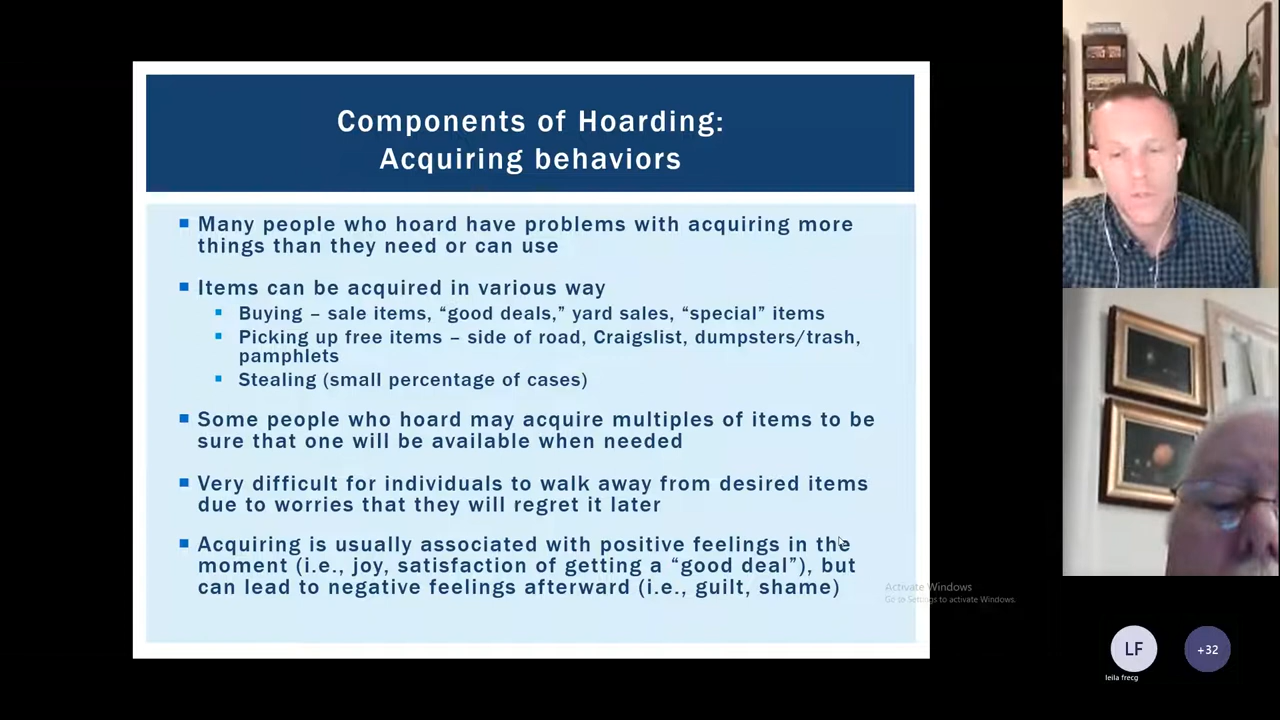 Components of Hoarding:
Acquiring behaviors
Many people who hoard have problems with acquiring more
things than they need or can use
Items can be acquired in various way
Buying – sale items, “good deals,” yard sales, “special” items
Picking up free items – side of road, Craigslist, dumpsters/trash,
pamphlets
Stealing (small percentage of cases)
Some people who hoard may acquire multiples of items to be
sure that one will be available when needed
Very difficult for individuals to walk away from desired items
due to worries that they will regret it later
Acquiring is usually associated with positive feelings in the
moment (i.e., joy, satisfaction of getting a “good deal”), but
can lead to negative feelings afterward (i.e., guilt, shame)
Activate Windows
Go to Settings to activate Windows.
LF
+32
leila frecg